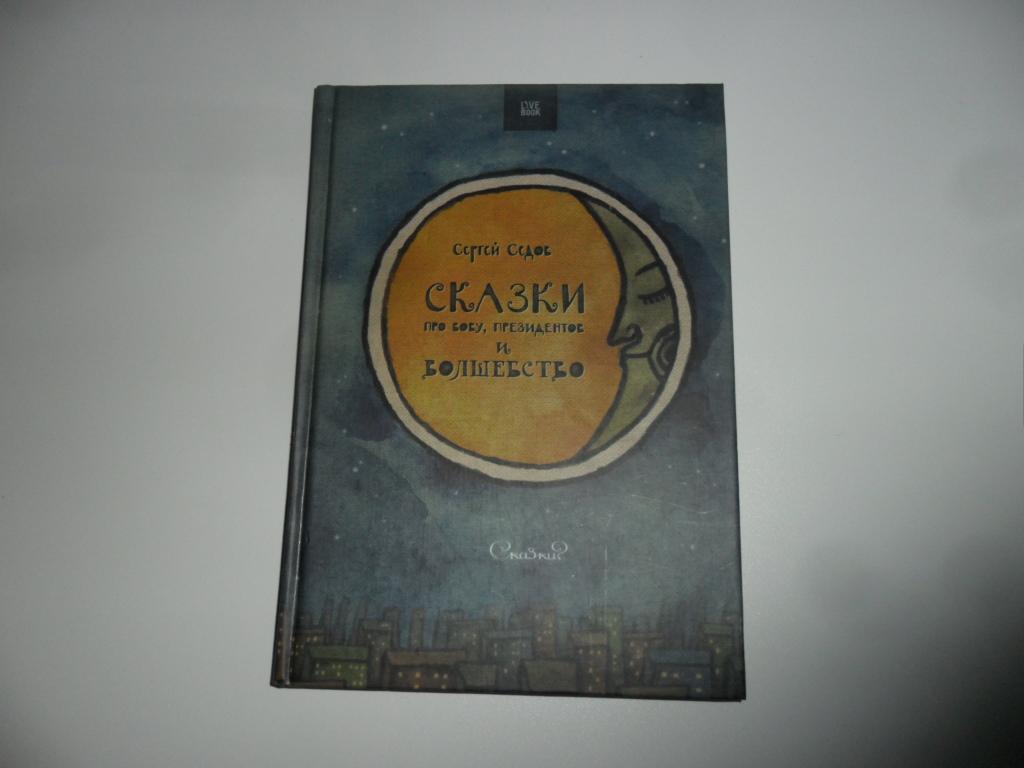 LIVE
BOOK
Сергей Седов
СКАЗКИ
ПРО ВОВУ, ПРЕЗИДЕНТОВ
И
ВОЛШЕБСТВО
Сказки